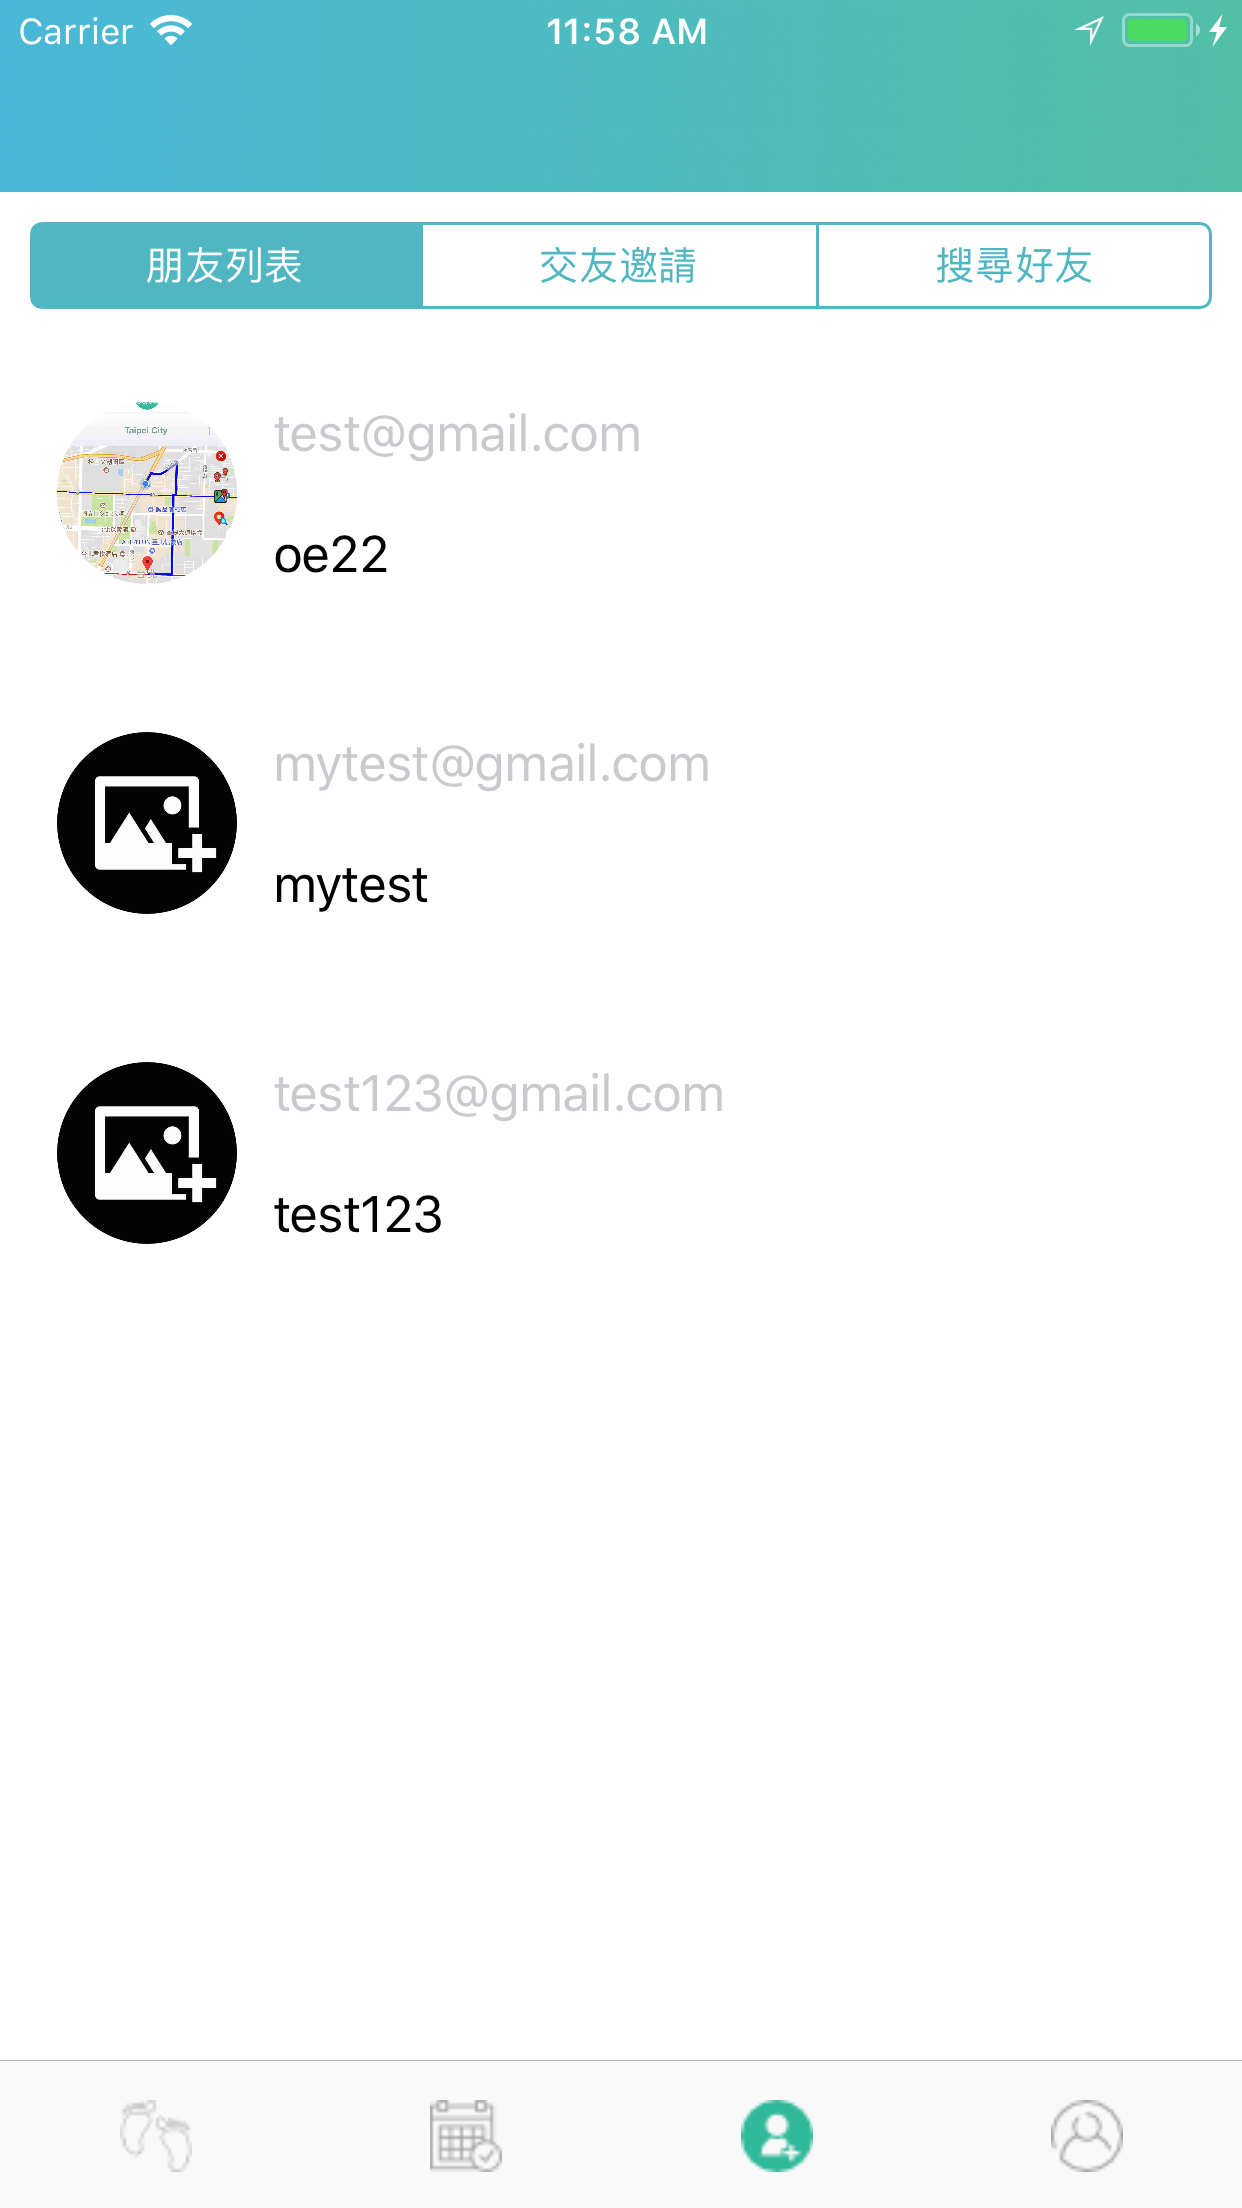 Carrier
11:58 AM
朋友列表
交友邀請
搜尋好友
Taipei City
test@gmail.com
oe22
mytest@gmail.com
mytest
test123@gmail.com
test123